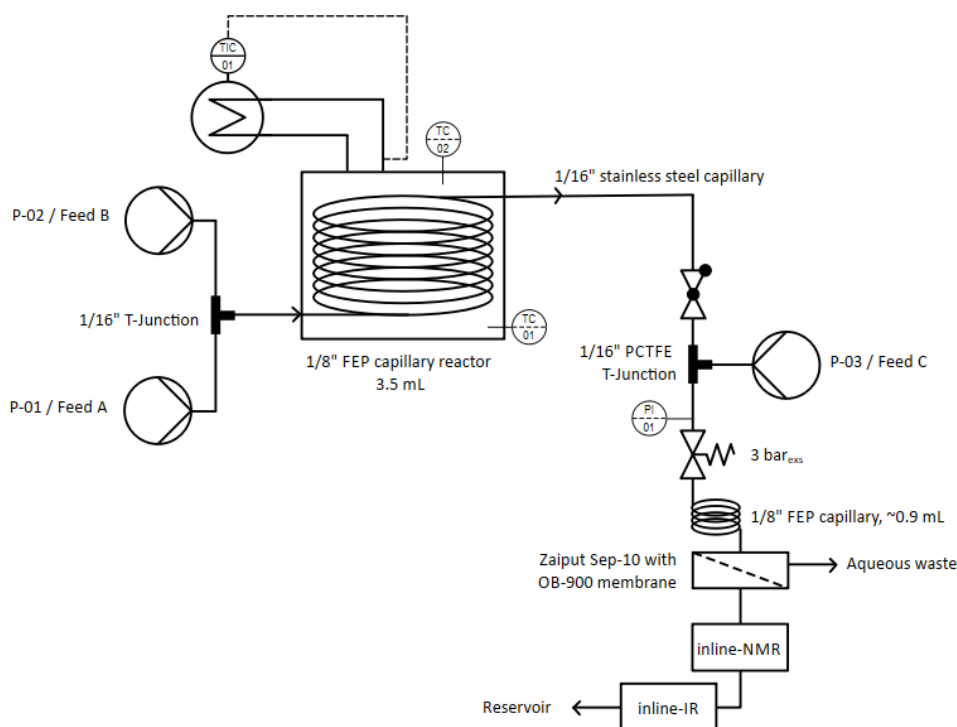 TIC
01
TC
02
1/16" stainless steel capillary
P-02 / Feed B
1/16" T-Junction
TC
01
1/16" PCTFE
T-Junction
P-03 / Feed C
1/8" FEP capillary reactor
3.5 mL
P-01 / Feed A
PI
01
3 barexs
1/8" FEP capillary, ~0.9 mL
Zaiput Sep-10 with
OB-900 membrane
Aqueous waste
inline-NMR
Reservoir
inline-IR